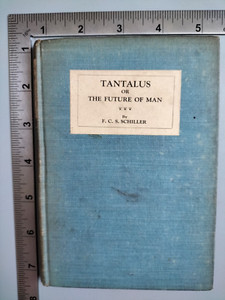 1 2 3 4 5
TANTALUS
OR
THE FUTURE OF MAN
By
F. C. S. SCHILLER
1
2
3
4
5
6
7